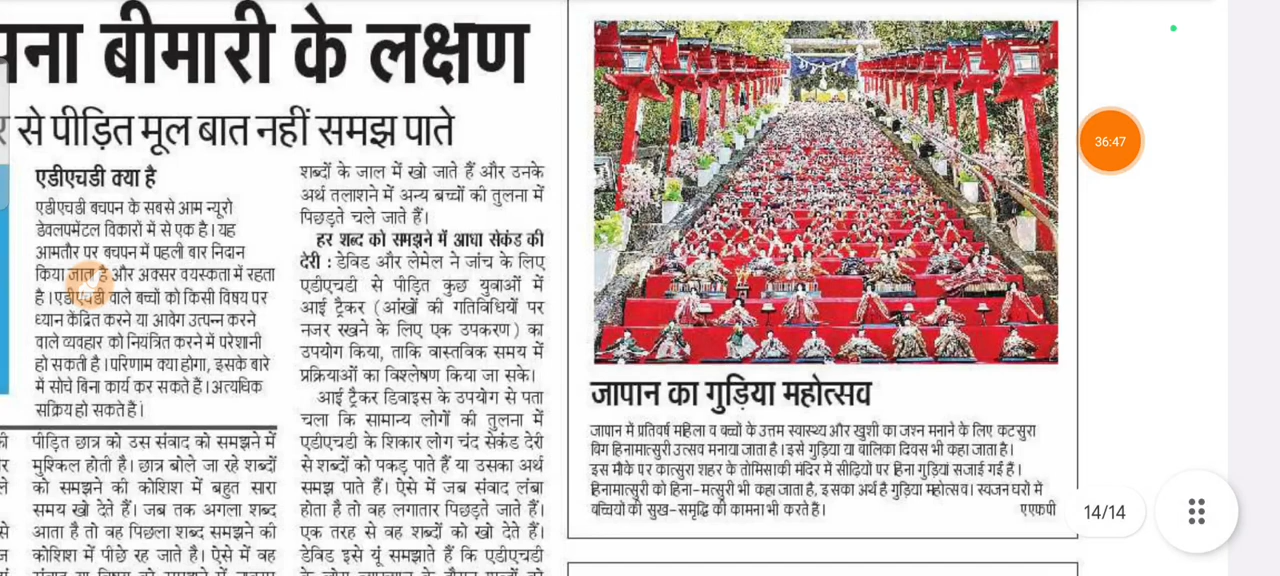 पना बीमारी के लक्षण
र से पीड़ित मूल बात नहीं समझ पाते
एडीएचडी क्या है
एडीएचडी बचपन के सबसे आम न्यूरो
डेवलपमेंटल विकारों में से एक है। यह
आमतौर पर बचपन में पहली बार निदान
किया जाता है और अक्सर वयस्कता में रहता
है। एडीएचडी वाले बच्चों को किसी विषय पर
ध्यान केंद्रित करने या आवेग उत्पन्न करने
वाले व्यवहार को नियंत्रित करने में परेशानी
हो सकती है। परिणाम क्या होगा, इसके बारे
में सोचे बिना कार्य कर सकते हैं। अत्यधिक
सक्रिय हो सकते हैं।
पीड़ित छात्र को उस संवाद को समझने में
मुश्किल होती है। छात्र बोले जा रहे शब्दों
को समझने की कोशिश में बहुत सारा
समय खो देते हैं। जब तक अगला शब्द
आता है तो वह पिछला शब्द समझने की
कोशिश में पीछे रह जाते है। ऐसे में वह
शब्दों के जाल में खो जाते हैं और उनके
अर्थ तलाशने में अन्य बच्चों की तुलना में
पिछड़ते चले जाते हैं।
हर शब्द को समझने में आधा सेकंड की
देरी : डेविड और लेमेल ने जांच के लिए
एडीएचडी से पीड़ित कुछ युवाओं में
आई ट्रैकर (आंखों की गतिविधियों पर
नजर रखने के लिए एक उपकरण) का
उपयोग किया, ताकि वास्तविक समय में
प्रक्रियाओं का विश्लेषण किया जा सके।
आई ट्रैकर डिवाइस के उपयोग से पता
चला कि सामान्य लोगों की तुलना में
एडीएचडी के शिकार लोग चंद सेकंड देरी
से शब्दों को पकड़ पाते हैं या उसका अर्थ
समझ पाते हैं। ऐसे में जब संवाद लंबा
होता है तो वह लगातार पिछड़ते जाते हैं।
एक तरह से वह शब्दों को खो देते हैं।
डेविड इसे यूं समझाते हैं कि एडीएचडी
जापान का गुड़िया महोत्सव
जापान में प्रतिवर्ष महिला व बच्चों के उत्तम स्वास्थ्य और खुशी का जश्न मनाने के लिए कटसुरा
बिग हिनामात्सुरी उत्सव मनाया जाता है। इसे गुड़िया या बालिका दिवस भी कहा जाता है।
इस मौके पर कात्सुरा शहर के तोमिसाकी मंदिर में सीढ़ियों पर हिना गुड़ियां सजाई गई हैं।
हिनामात्सुरी को हिना-मत्सुरी भी कहा जाता है, इसका अर्थ है गुड़िया महोत्सव। स्वजन घरों में
बच्चियों की सुख-समृद्धि की कामना भी करते हैं। एएफपी
36:47
14/14